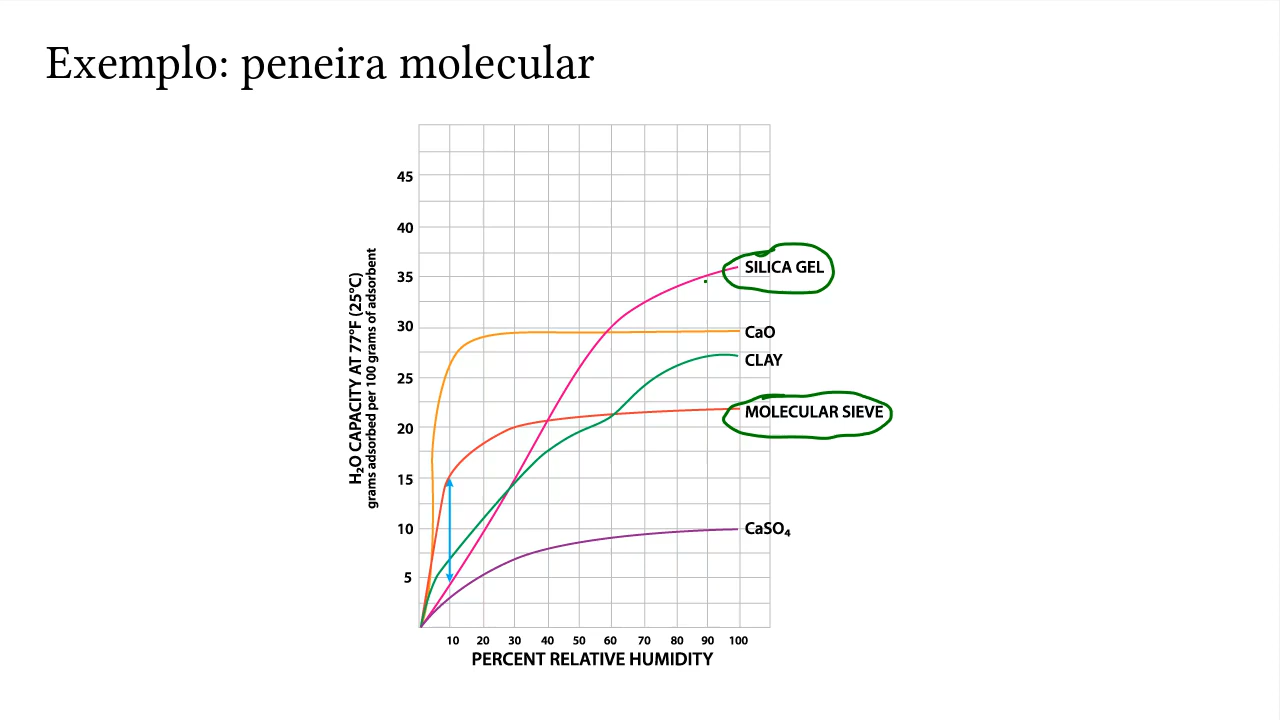 Exemplo: peneira molecular
H₂O CAPACITY AT 77°F (25°C)
grams adsorbed per 100 grams of adsorbent
45
40
35
30
25
20
15
10
5
SILICA GEL
CaO
CLAY
MOLECULAR SIEVE
CaSO₄
10 20 30 40 50 60 70 80 90 100
PERCENT RELATIVE HUMIDITY